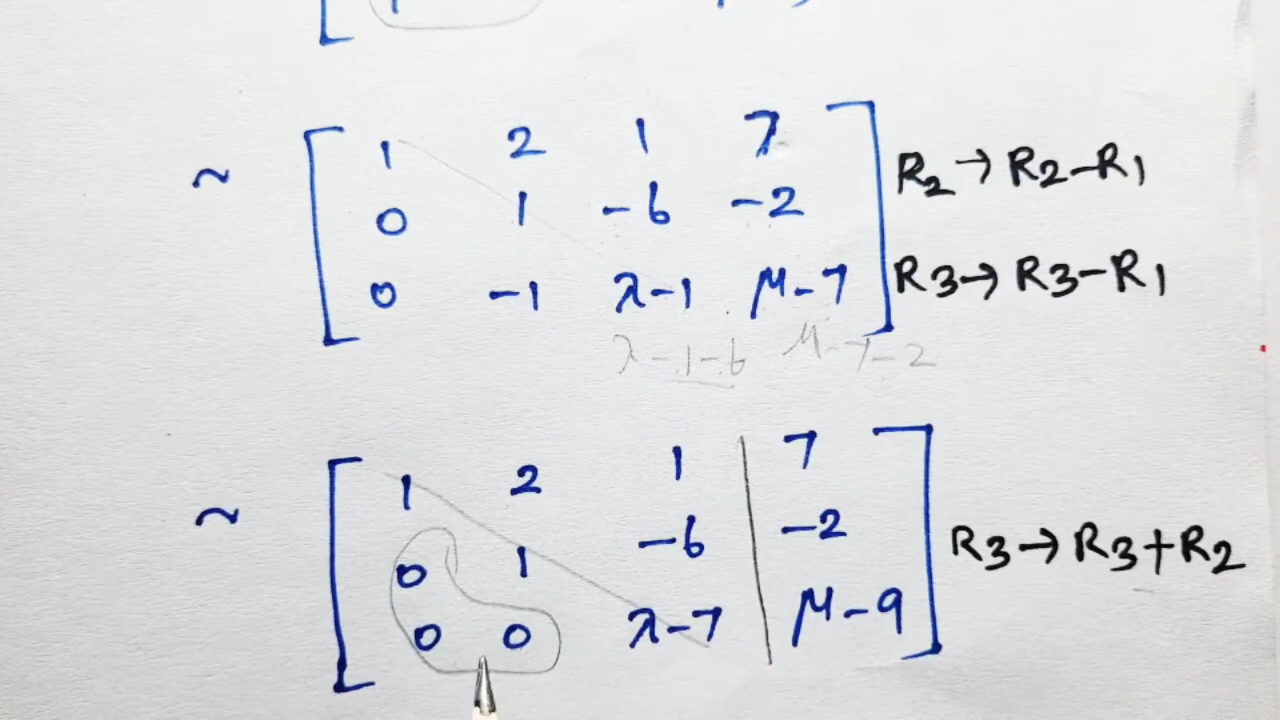 1 2 1 7
~ 0 1 -6 -2 R2 → R2-R1
0 -1 λ-1 μ-7 R3 → R3-R1
λ-1-6 μ-7-2
1 2 1 7
~ 0 1 -6 -2 R3 → R3+R2
0 0 λ-7 μ-9